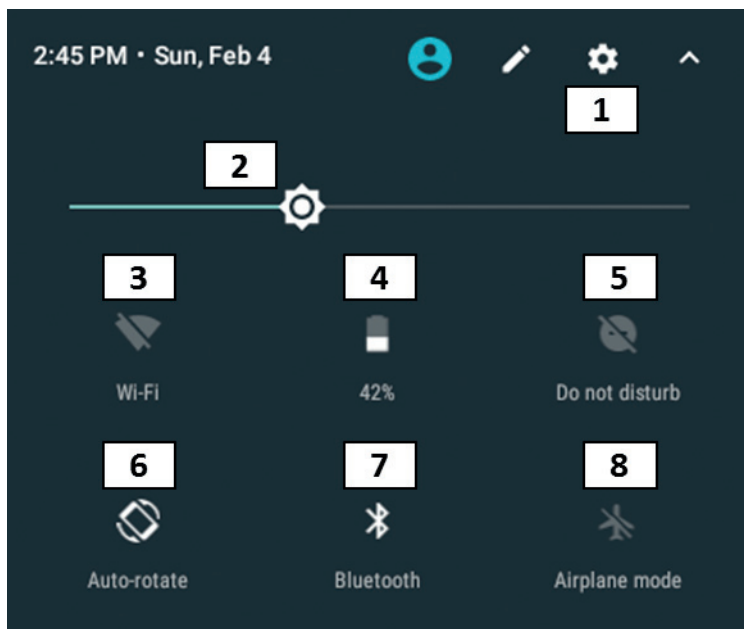 2:45 PM • Sun, Feb 4
1
2
3 4 5
Wi-Fi 42% Do not disturb
6 7 8
Auto-rotate Bluetooth Airplane mode